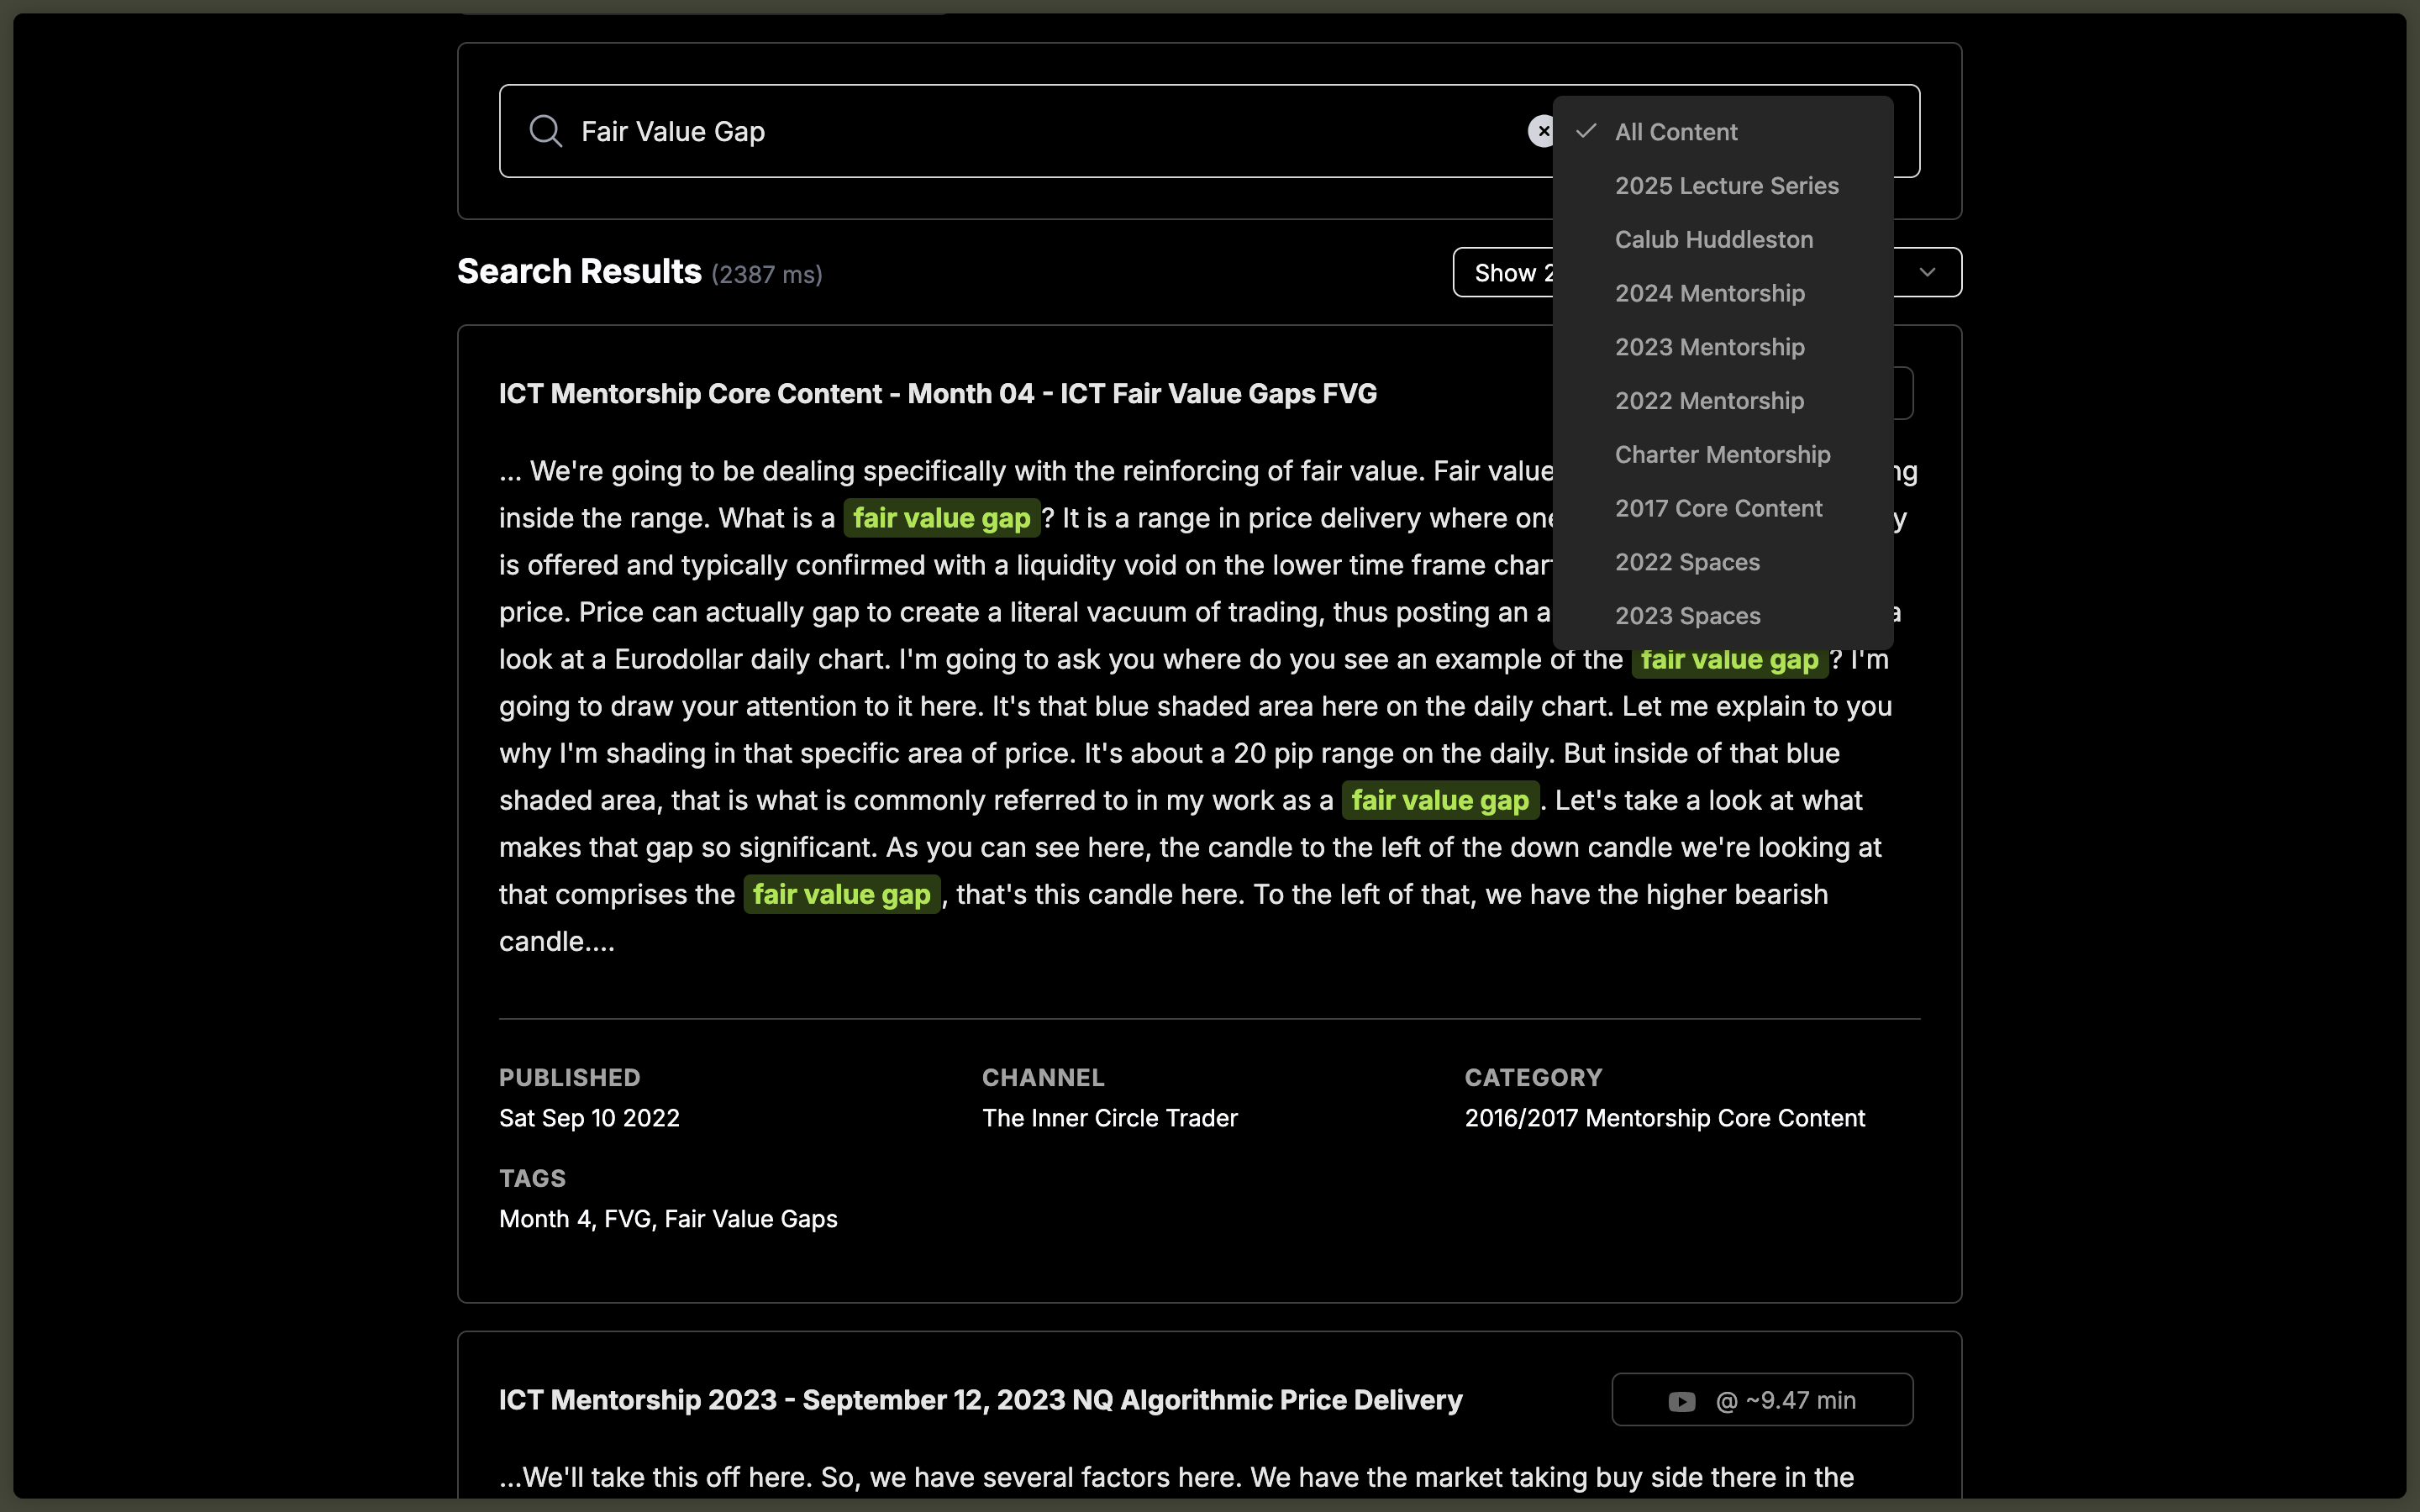 Fair Value Gap
All Content
2025 Lecture Series
Calub Huddleston
2024 Mentorship
2023 Mentorship
2022 Mentorship
Charter Mentorship
2017 Core Content
2022 Spaces
2023 Spaces
Search Results (2387 ms)
Show 2
ICT Mentorship Core Content - Month 04 - ICT Fair Value Gaps FVG
... We're going to be dealing specifically with the reinforcing of fair value. Fair value
inside the range. What is a fair value gap? It is a range in price delivery where one
is offered and typically confirmed with a liquidity void on the lower time frame
price. Price can actually gap to create a literal vacuum of trading, thus posting an a
look at a Eurodollar daily chart. I'm going to ask you where do you see an example of the fair value gap? I'm
going to draw your attention to it here. It's that blue shaded area here on the daily chart. Let me explain to you
why I'm shading in that specific area of price. It's about a 20 pip range on the daily. But inside of that blue
shaded area, that is what is commonly referred to in my work as a fair value gap. Let's take a look at what
makes that gap so significant. As you can see here, the candle to the left of the down candle we're looking at
that comprises the fair value gap, that's this candle here. To the left of that, we have the higher bearish
candle....
PUBLISHED
Sat Sep 10 2022
CHANNEL
The Inner Circle Trader
CATEGORY
2016/2017 Mentorship Core Content
TAGS
Month 4, FVG, Fair Value Gaps
ICT Mentorship 2023 - September 12, 2023 NQ Algorithmic Price Delivery
@ ~9.47 min
...We'll take this off here. So, we have several factors here. We have the market taking buy side there in the